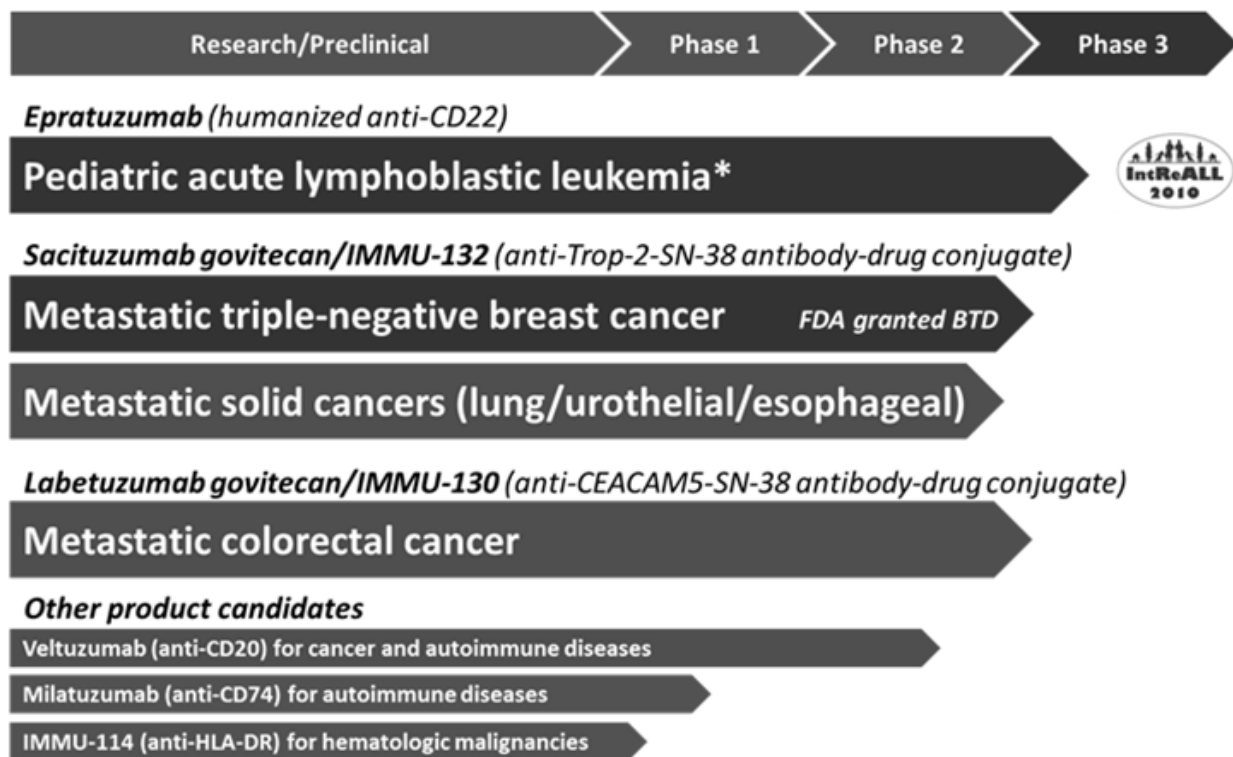 Research/Preclinical Phase 1 Phase 2 Phase 3
Epratuzumab (humanized anti-CD22)
Pediatric acute lymphoblastic leukemia*
IntReALL
2010
Sacituzumab govitecan/IMMU-132 (anti-Trop-2-SN-38 antibody-drug conjugate)
Metastatic triple-negative breast cancer FDA granted BTD
Metastatic solid cancers (lung/urothelial/esophageal)
Labetuzumab govitecan/IMMU-130 (anti-CEACAM5-SN-38 antibody-drug conjugate)
Metastatic colorectal cancer
Other product candidates
Veltuzumab (anti-CD20) for cancer and autoimmune diseases
Milatuzumab (anti-CD74) for autoimmune diseases
IMMU-114 (anti-HLA-DR) for hematologic malignancies